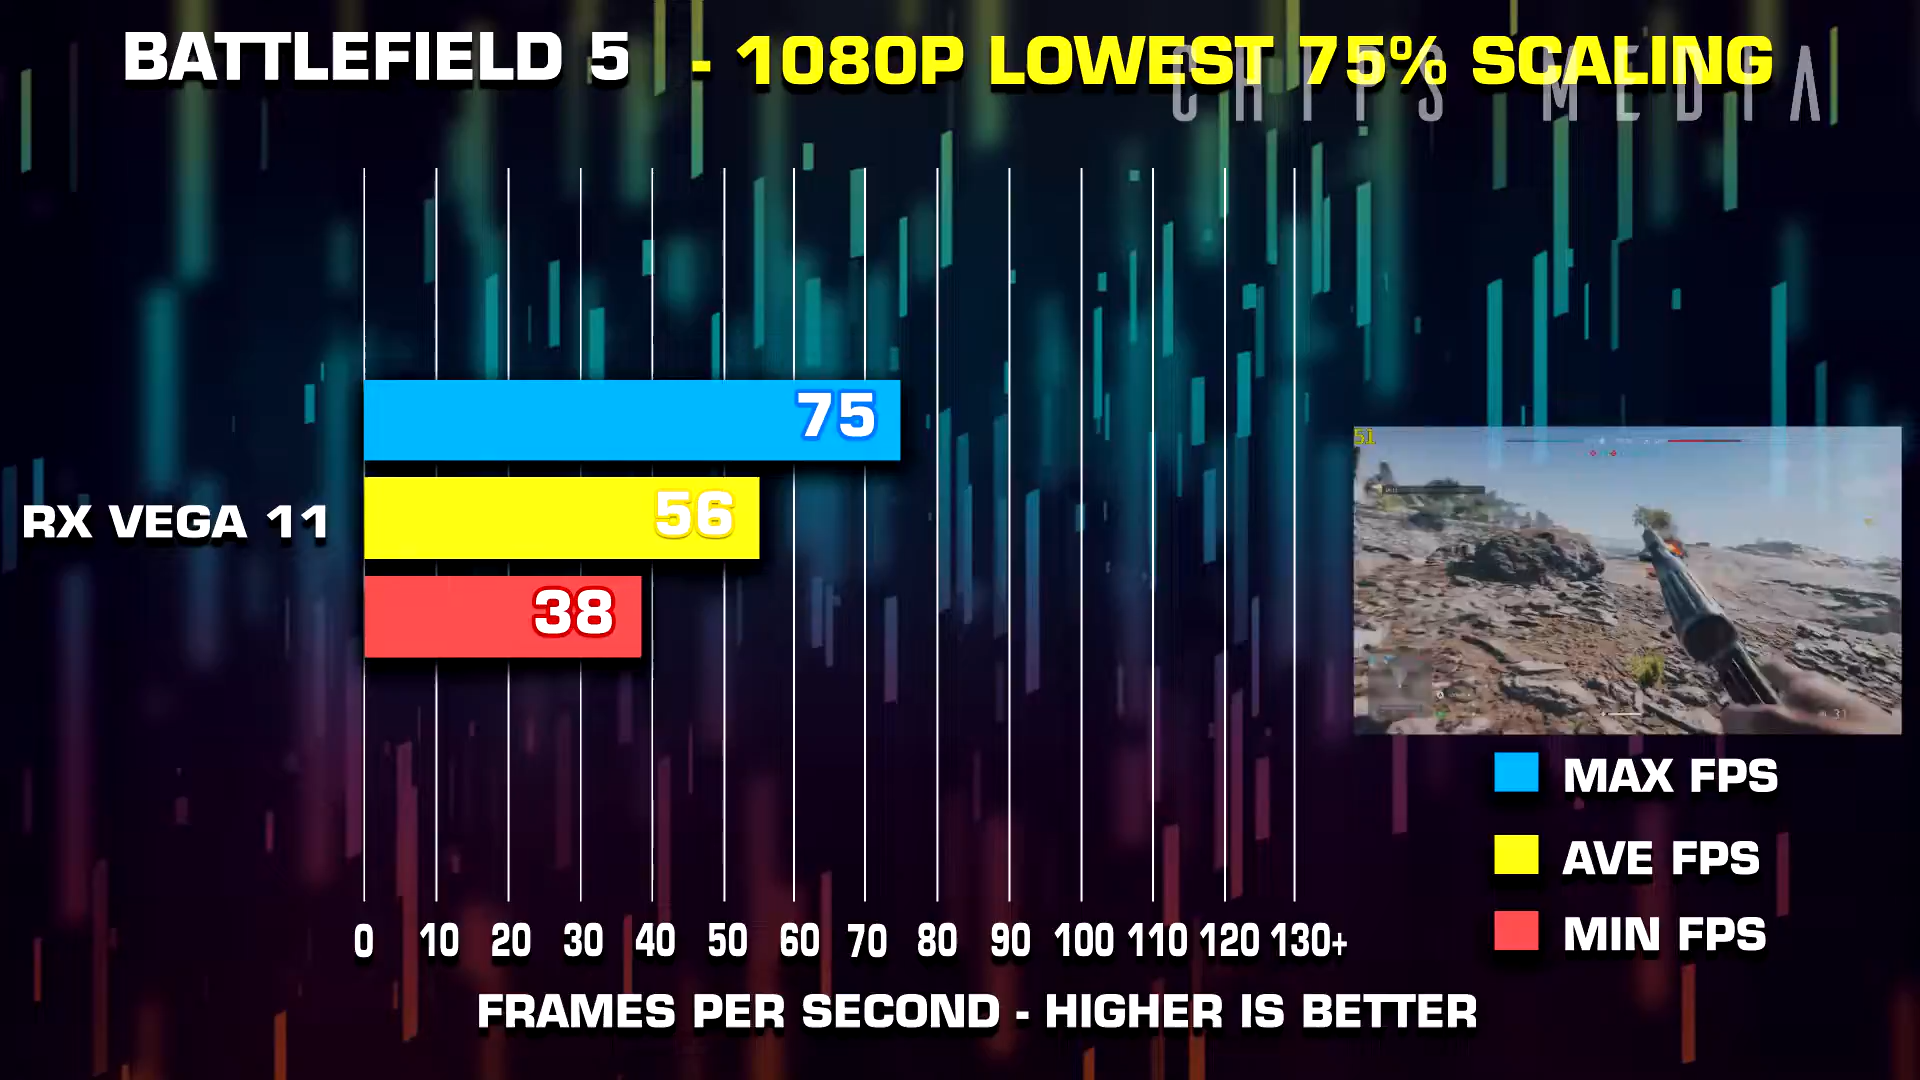 BATTLEFIELD 5 - 1080P LOWEST 75% SCALING
CHIPS MEDIA
75
56
RX VEGA 11
38
51
31
MAX FPS
AVE FPS
MIN FPS
0 10 20 30 40 50 60 70 80 90 100 110 120 130+
FRAMES PER SECOND - HIGHER IS BETTER